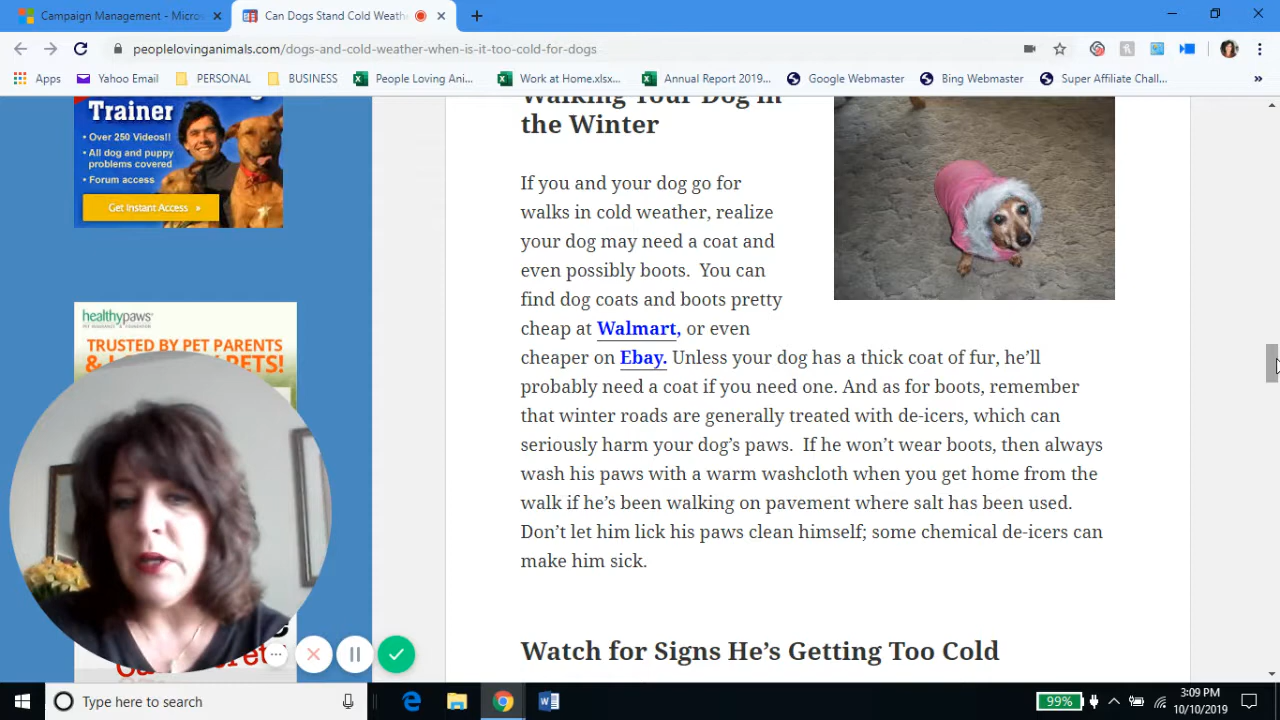 Campaign Management - Micros
Can Dogs Stand Cold Weathe
peoplelovinganimals.com/dogs-and-cold-weather-when-is-it-too-cold-for-dogs
Apps
Yahoo Email
PERSONAL
BUSINESS
People Loving Ani...
Work at Home.xlsx...
Annual Report 2019...
Google Webmaster
Bing Webmaster
Super Affiliate Chall...
»
Trainer
• Over 250 Videos!!
• All dog and puppy
problems covered
• Forum access
Get Instant Access »
healthypaws
PET INSURANCE & FOUNDATION
TRUSTED BY PET PARENTS
PETS!
Walking Your Dog in
the Winter
If you and your dog go for
walks in cold weather, realize
your dog may need a coat and
even possibly boots.  You can
find dog coats and boots pretty
cheap at Walmart, or even
cheaper on Ebay. Unless your dog has a thick coat of fur, he’ll
probably need a coat if you need one. And as for boots, remember
that winter roads are generally treated with de-icers, which can
seriously harm your dog’s paws.  If he won’t wear boots, then always
wash his paws with a warm washcloth when you get home from the
walk if he’s been walking on pavement where salt has been used.
Don’t let him lick his paws clean himself; some chemical de-icers can
make him sick.
Watch for Signs He’s Getting Too Cold
Type here to search
99%
3:09 PM
10/10/2019